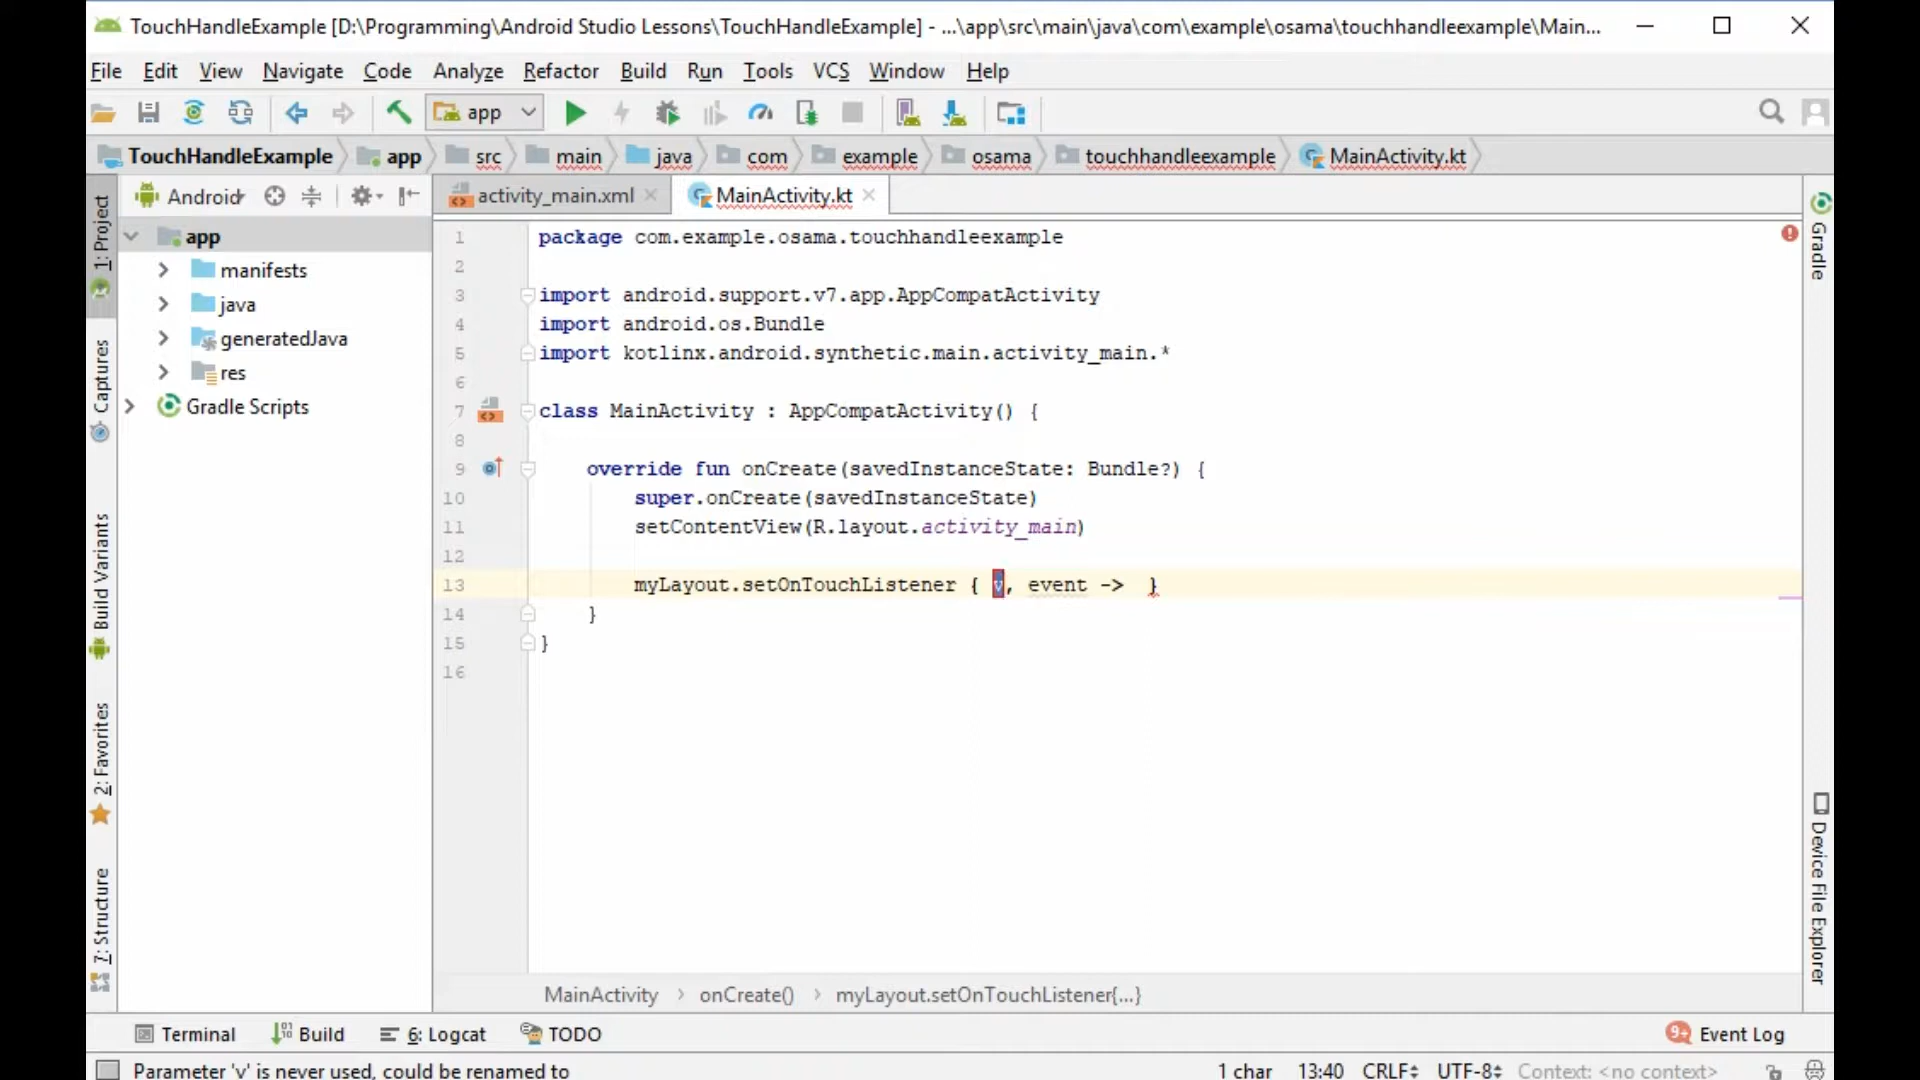 TouchHandleExample [D:\Programming\Android Studio Lessons\TouchHandleExample] - ...\app\src\main\java\com\example\osama\touchhandleexample\Main...
File Edit View Navigate Code Analyze Refactor Build Run Tools VCS Window Help
app
TouchHandleExample app src main java com example osama touchhandleexample MainActivity.kt
Android
activity_main.xml MainActivity.kt
1: Project
Captures
Build Variants
2: Favorites
7: Structure
app
manifests
java
generatedJava
res
Gradle Scripts
1 package com.example.osama.touchhandleexample
2
3 import android.support.v7.app.AppCompatActivity
4 import android.os.Bundle
5 import kotlinx.android.synthetic.main.activity_main.*
6
7 class MainActivity : AppCompatActivity() {
8
9 override fun onCreate(savedInstanceState: Bundle?) {
10 super.onCreate(savedInstanceState)
11 setContentView(R.layout.activity_main)
12
13 myLayout.setOnTouchListener { v, event -> }
14 }
15 }
16
Gradle
Device File Explorer
MainActivity › onCreate() › myLayout.setOnTouchListener{...}
Terminal Build 6: Logcat TODO 9+ Event Log
Parameter 'v' is never used, could be renamed to 1 char 13:40 CRLF UTF-8 Context: <no context>